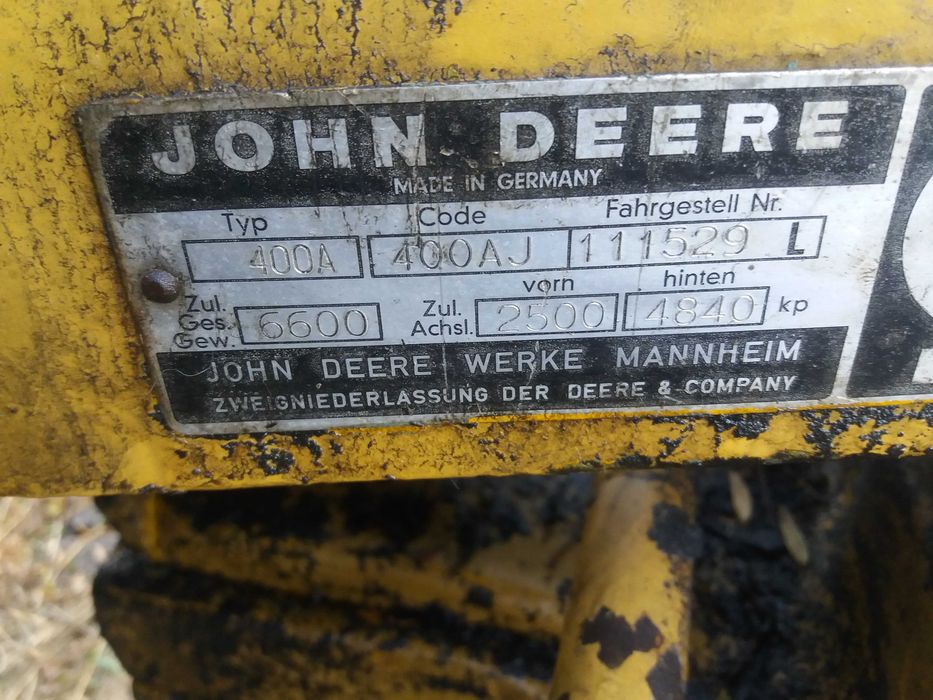 JOHN DEERE
MADE IN GERMANY
Typ Code Fahrgestell Nr.
400A 400AJ 111529 L
vorn hinten
Zul. Ges. Gew. 6600 Zul. Achsl. 2500 4840 kp
JOHN DEERE WERKE MANNHEIM
ZWEIGNIEDERLASSUNG DER DEERE & COMPANY